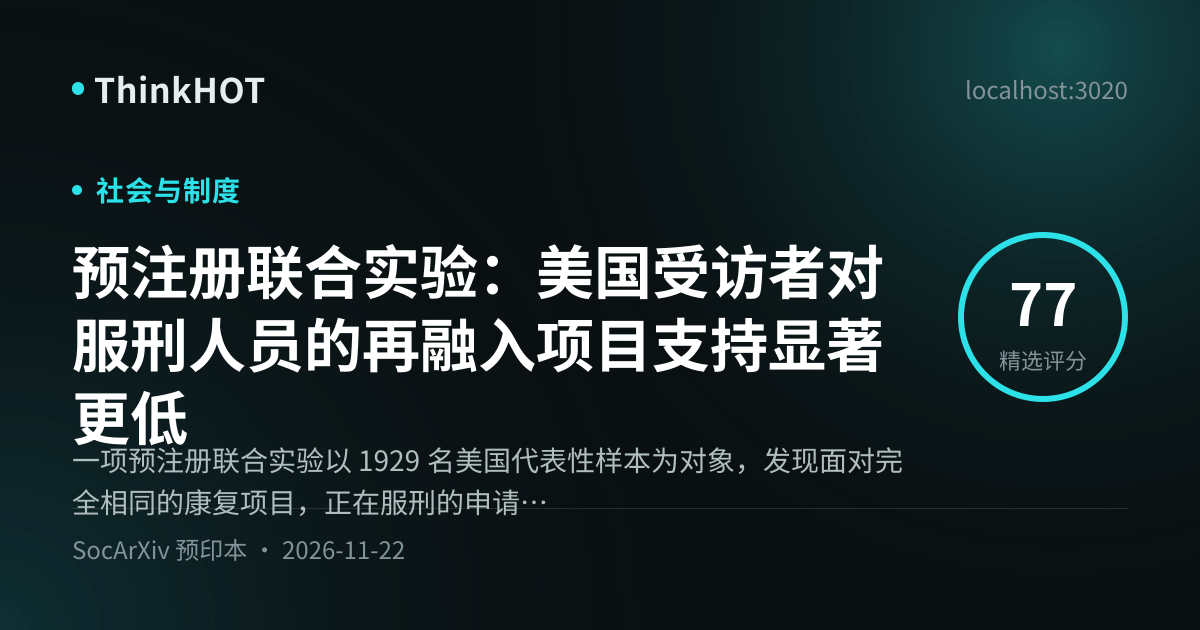 ThinkHOT
localhost:3020
社会与制度
预注册联合实验：美国受访者对
服刑人员的再融入项目支持显著
更低
77
精选评分
一项预注册联合实验以 1929 名美国代表性样本为对象，发现面对完
全相同的康复项目，正在服刑的申请…
SocArXiv 预印本 · 2026-11-22